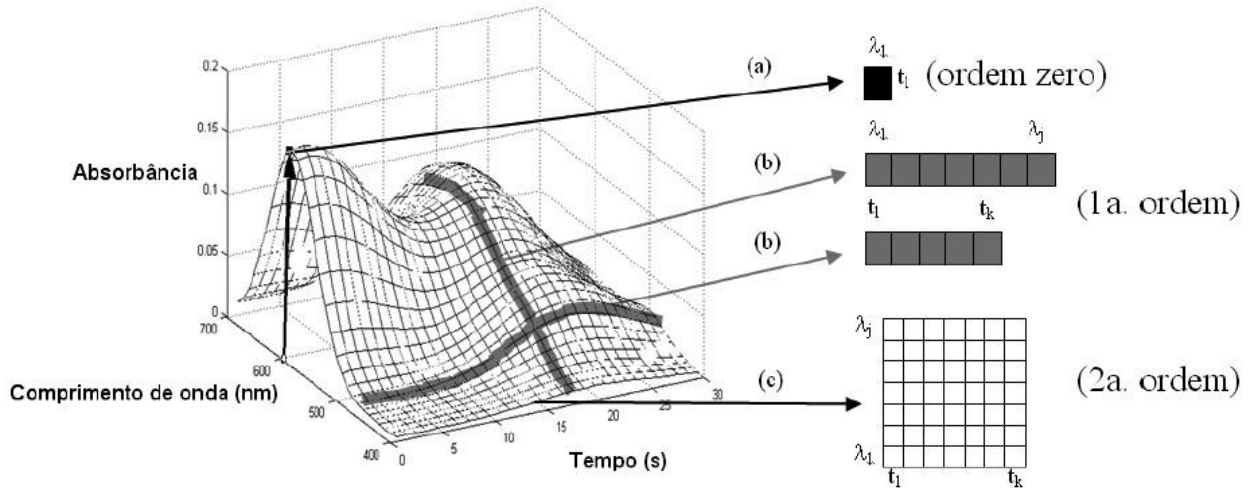 λ₁
(a)
t₁ (ordem zero)
0.2
λ₁ λⱼ
0.15
Absorbância
(b)
0.1
t₁ tₖ
(1a. ordem)
0.05
(b)
0
700
λⱼ
600
Comprimento de onda (nm)
500
(c)
(2a. ordem)
30
25
20
15
10
5
400
0
Tempo (s)
λ₁
t₁ tₖ